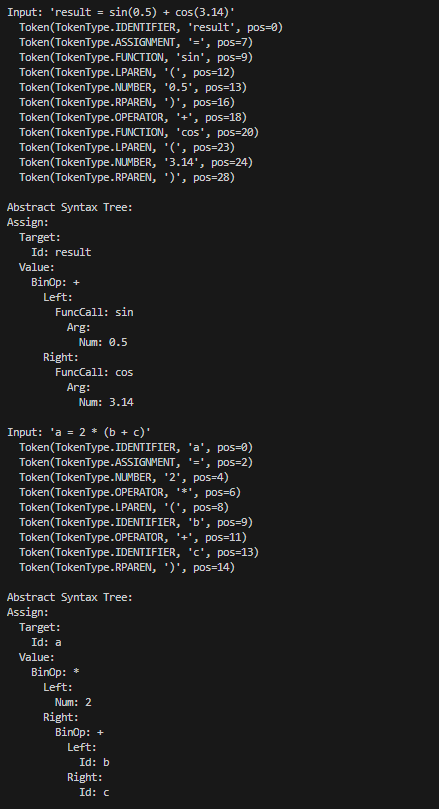 Input: 'result = sin(0.5) + cos(3.14)'
  Token(TokenType.IDENTIFIER, 'result', pos=0)
  Token(TokenType.ASSIGNMENT, '=', pos=7)
  Token(TokenType.FUNCTION, 'sin', pos=9)
  Token(TokenType.LPAREN, '(', pos=12)
  Token(TokenType.NUMBER, '0.5', pos=13)
  Token(TokenType.RPAREN, ')', pos=16)
  Token(TokenType.OPERATOR, '+', pos=18)
  Token(TokenType.FUNCTION, 'cos', pos=20)
  Token(TokenType.LPAREN, '(', pos=23)
  Token(TokenType.NUMBER, '3.14', pos=24)
  Token(TokenType.RPAREN, ')', pos=28)

Abstract Syntax Tree:
Assign:
  Target:
    Id: result
  Value:
    BinOp: +
      Left:
        FuncCall: sin
          Arg:
            Num: 0.5
      Right:
        FuncCall: cos
          Arg:
            Num: 3.14

Input: 'a = 2 * (b + c)'
  Token(TokenType.IDENTIFIER, 'a', pos=0)
  Token(TokenType.ASSIGNMENT, '=', pos=2)
  Token(TokenType.NUMBER, '2', pos=4)
  Token(TokenType.OPERATOR, '*', pos=6)
  Token(TokenType.LPAREN, '(', pos=8)
  Token(TokenType.IDENTIFIER, 'b', pos=9)
  Token(TokenType.OPERATOR, '+', pos=11)
  Token(TokenType.IDENTIFIER, 'c', pos=13)
  Token(TokenType.RPAREN, ')', pos=14)

Abstract Syntax Tree:
Assign:
  Target:
    Id: a
  Value:
    BinOp: *
      Left:
        Num: 2
      Right:
        BinOp: +
          Left:
            Id: b
          Right:
            Id: c